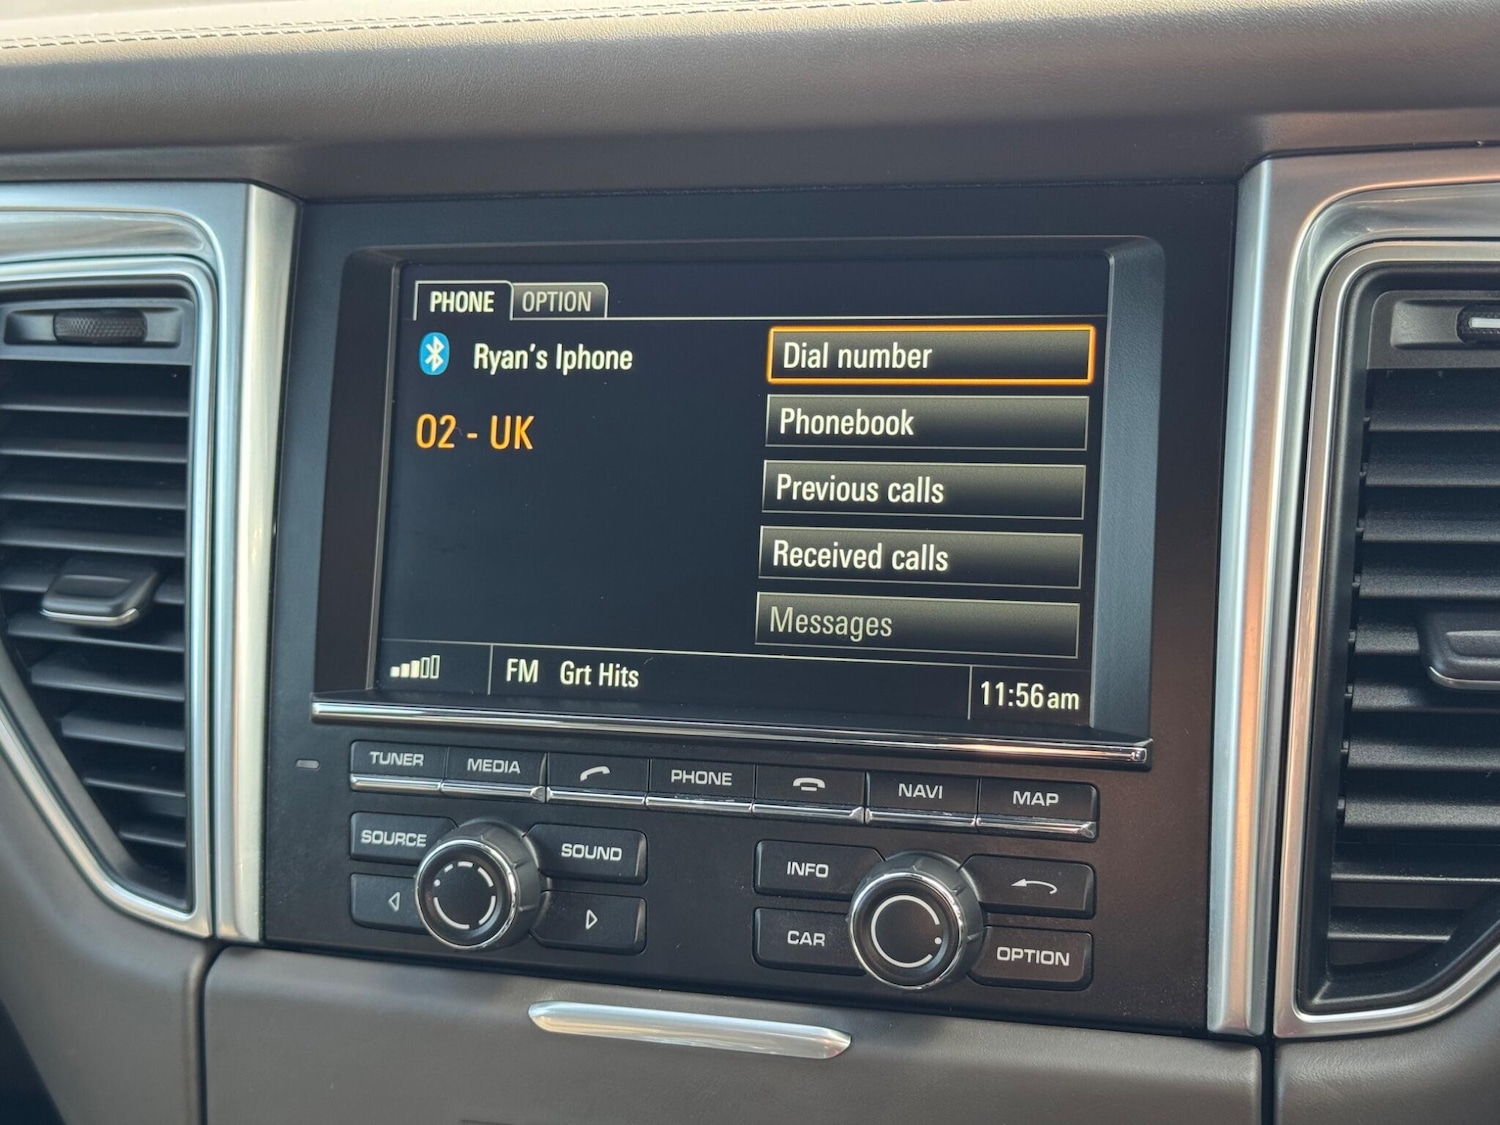 PHONE OPTION
Ryan's Iphone
O2 - UK
Dial number
Phonebook
Previous calls
Received calls
Messages
FM Grt Hits
11:56am
TUNER MEDIA PHONE NAVI MAP
SOURCE SOUND
INFO
CAR OPTION